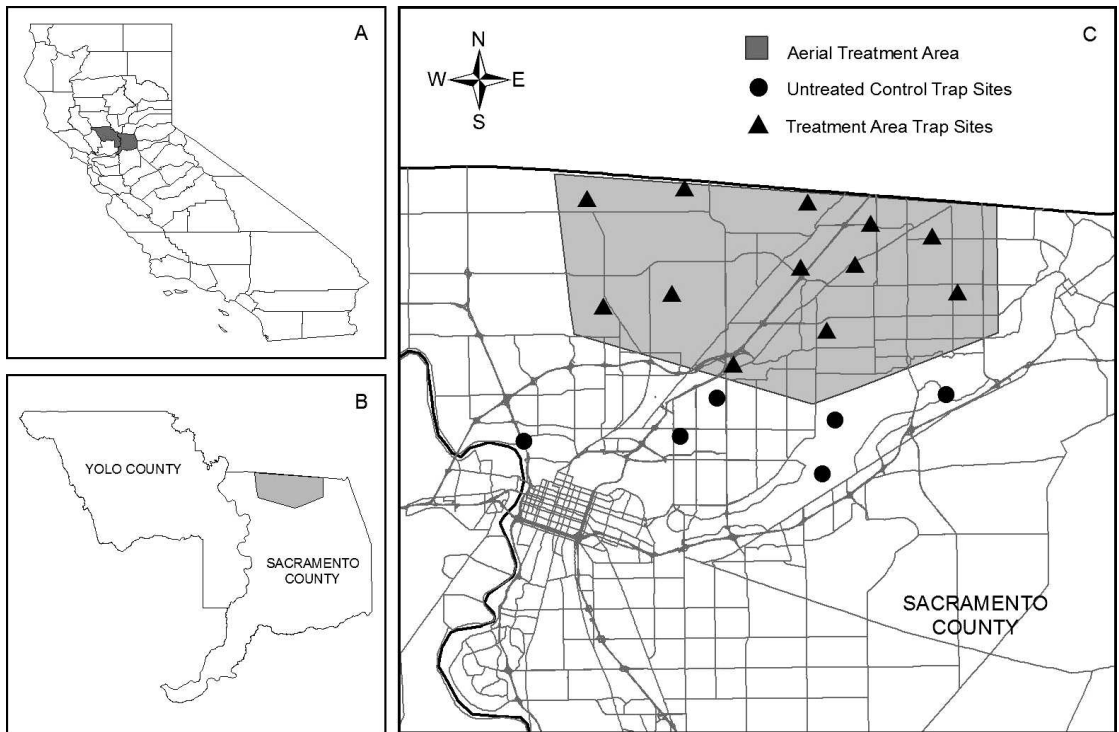 A
B
YOLO COUNTY
SACRAMENTO
COUNTY
C
N
W E
S
Aerial Treatment Area
Untreated Control Trap Sites
Treatment Area Trap Sites
SACRAMENTO
COUNTY